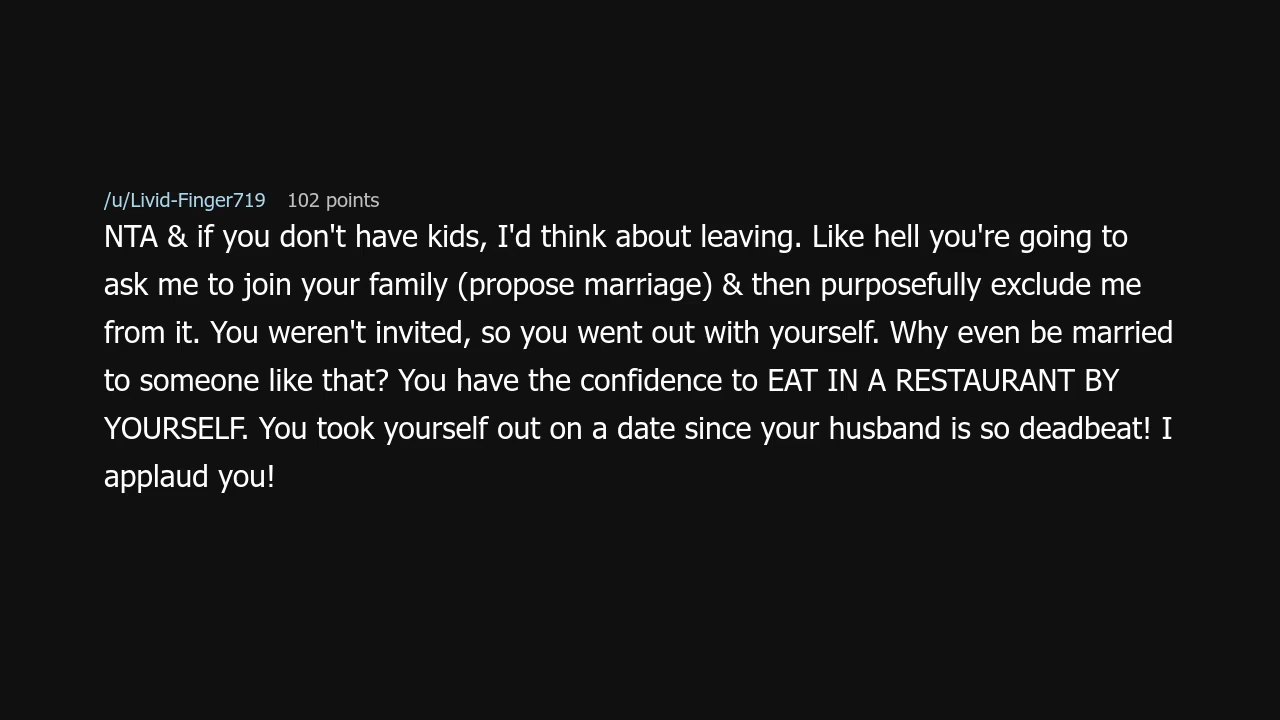 /u/Livid-Finger719 102 points
NTA & if you don't have kids, I'd think about leaving. Like hell you're going to
ask me to join your family (propose marriage) & then purposefully exclude me
from it. You weren't invited, so you went out with yourself. Why even be married
to someone like that? You have the confidence to EAT IN A RESTAURANT BY
YOURSELF. You took yourself out on a date since your husband is so deadbeat! I
applaud you!